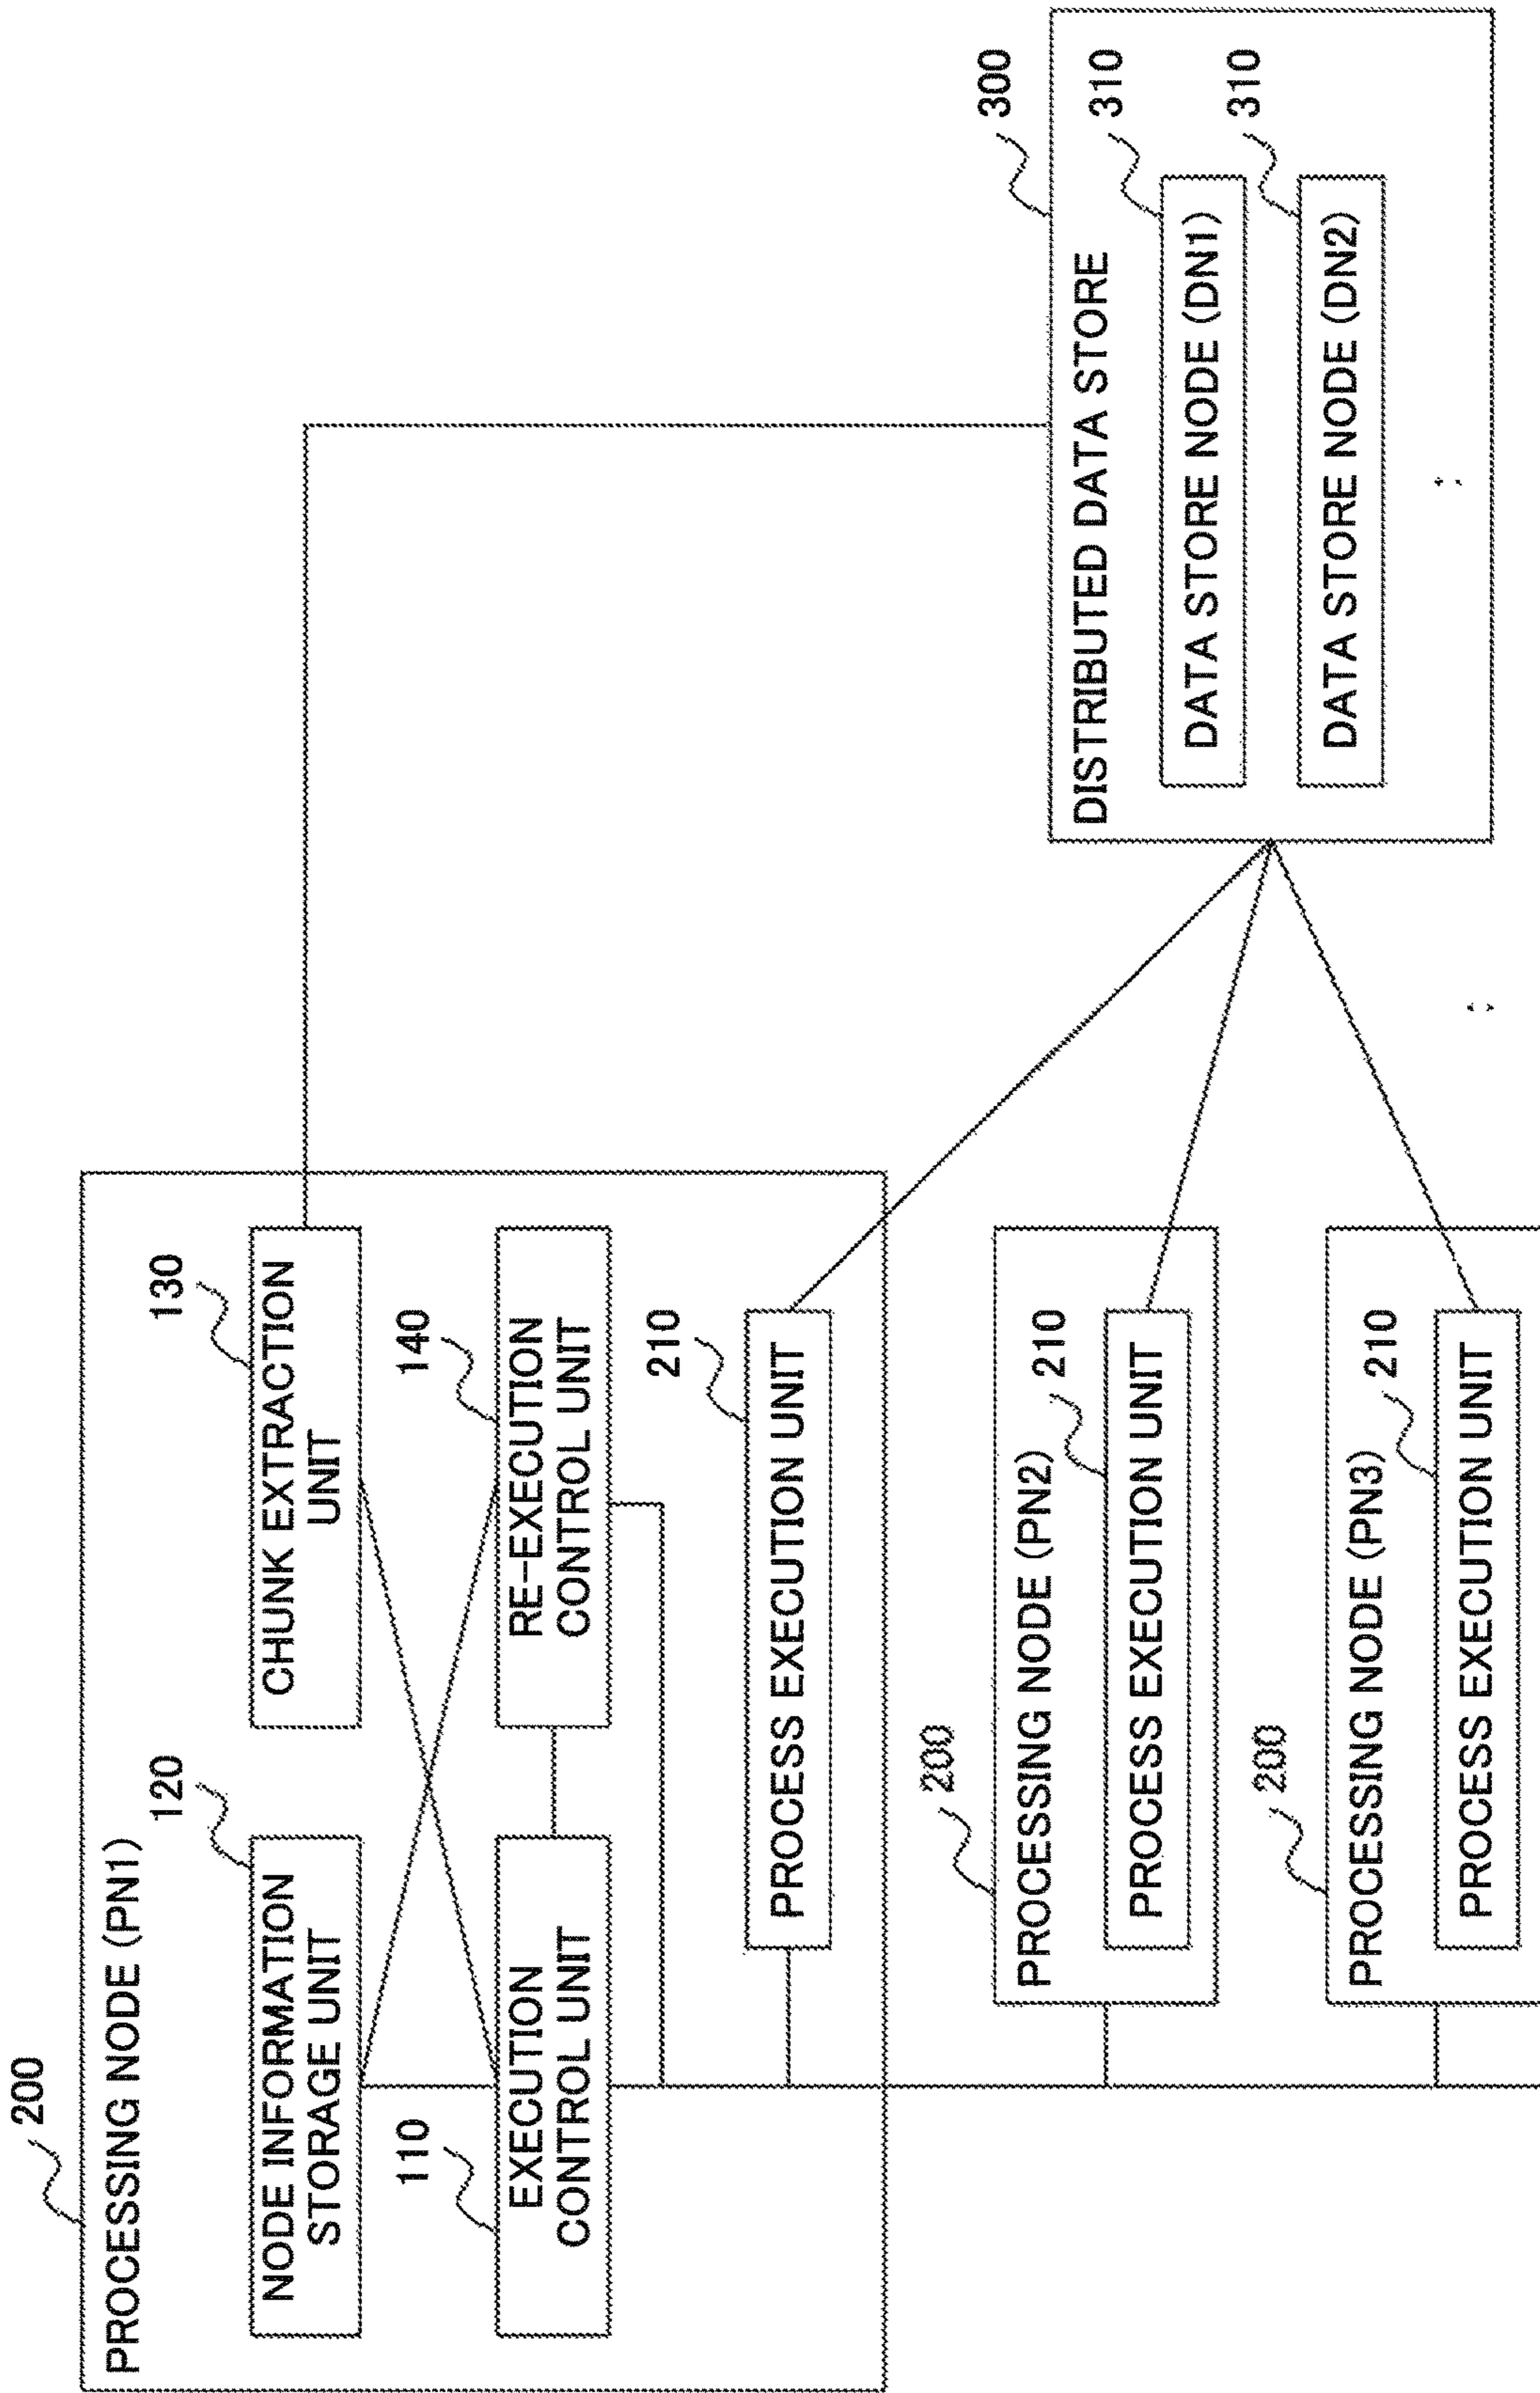 200
PROCESSING NODE (PN1)
120
NODE INFORMATION
STORAGE UNIT
130
CHUNK EXTRACTION
UNIT
110
EXECUTION
CONTROL UNIT
140
RE-EXECUTION
CONTROL UNIT
210
PROCESS EXECUTION UNIT
200
PROCESSING NODE (PN2)
210
PROCESS EXECUTION UNIT
200
PROCESSING NODE (PN3)
210
PROCESS EXECUTION UNIT
300
DISTRIBUTED DATA STORE
310
DATA STORE NODE (DN1)
310
DATA STORE NODE (DN2)